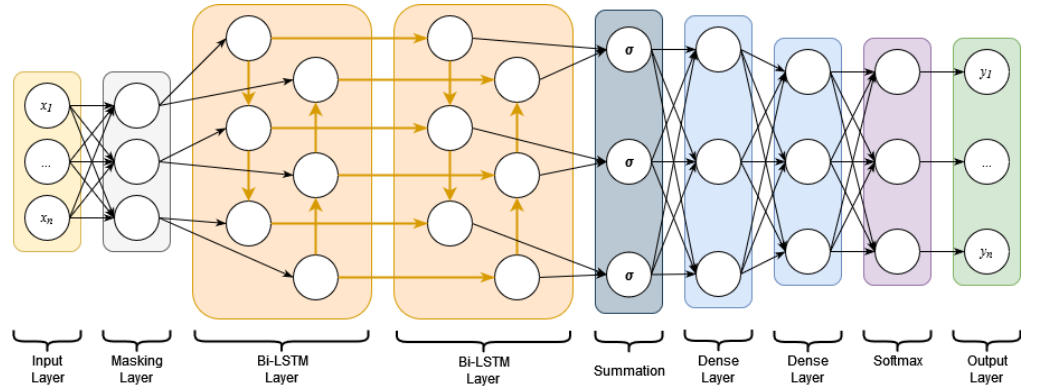 x1
...
xn
σ
σ
σ
y1
...
yn
Input
Layer
Masking
Layer
Bi-LSTM
Layer
Bi-LSTM
Layer
Summation
Dense
Layer
Dense
Layer
Softmax
Output
Layer